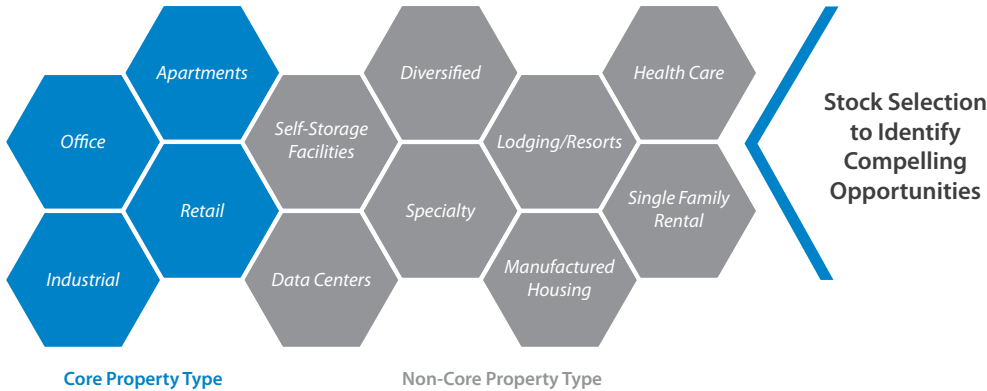 Apartments
Office
Retail
Industrial
Diversified
Health Care
Self-Storage
Facilities
Lodging/Resorts
Specialty
Single Family
Rental
Data Centers
Manufactured
Housing
Stock Selection
to Identify
Compelling
Opportunities
Core Property Type
Non-Core Property Type